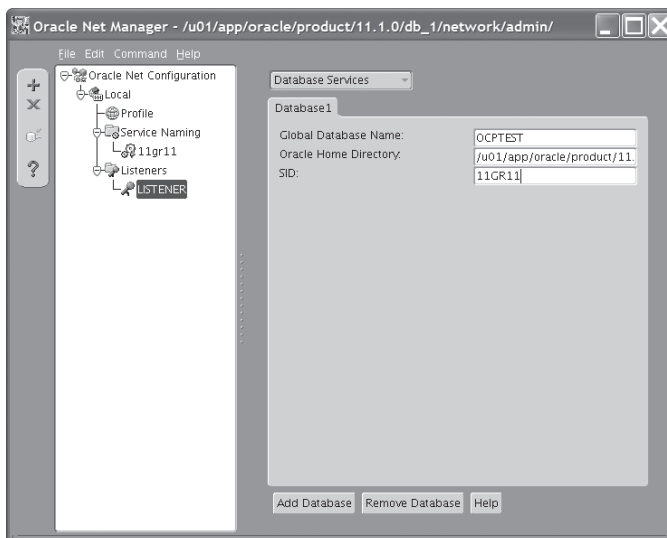 Oracle Net Manager - /u01/app/oracle/product/11.1.0/db_1/network/admin/
File Edit Command Help
Oracle Net Configuration
Local
Profile
Service Naming
11gr11
Listeners
LISTENER
Database Services
Database1
Global Database Name: OCPTEST
Oracle Home Directory: /u01/app/oracle/product/11.
SID: 11GR11
Add Database Remove Database Help